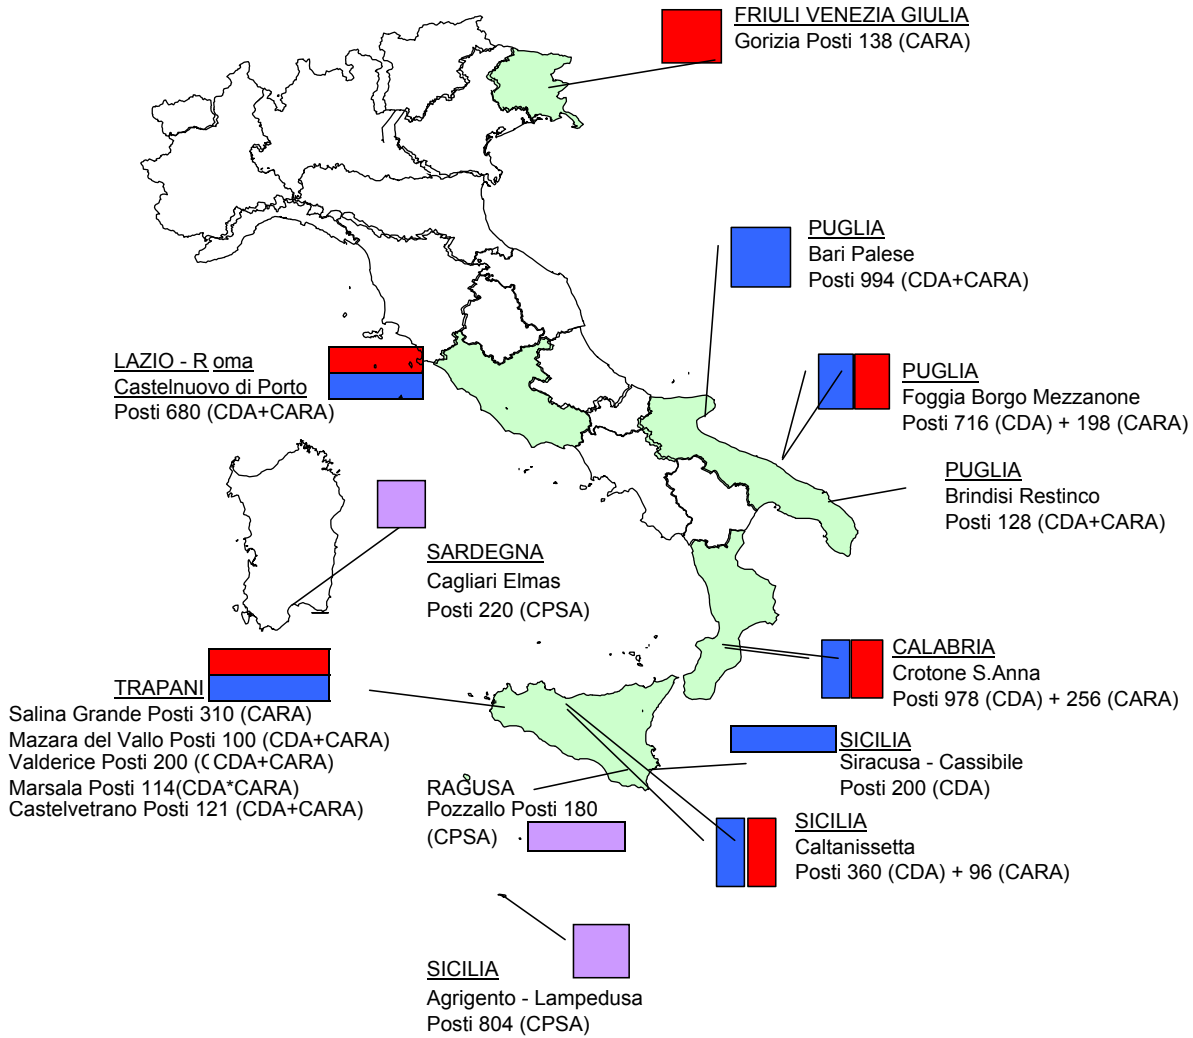 FRIULI VENEZIA GIULIA
Gorizia Posti 138 (CARA)
PUGLIA
Bari Palese
Posti 994 (CDA+CARA)
LAZIO - R oma
Castelnuovo di Porto
Posti 680 (CDA+CARA)
PUGLIA
Foggia Borgo Mezzanone
Posti 716 (CDA) + 198 (CARA)
PUGLIA
Brindisi Restinco
Posti 128 (CDA+CARA)
SARDEGNA
Cagliari Elmas
Posti 220 (CPSA)
CALABRIA
Crotone S.Anna
Posti 978 (CDA) + 256 (CARA)
TRAPANI
Salina Grande Posti 310 (CARA)
Mazara del Vallo Posti 100 (CDA+CARA)
Valderice Posti 200 (CCDA+CARA)
Marsala Posti 114(CDA*CARA)
Castelvetrano Posti 121 (CDA+CARA)
SICILIA
Siracusa - Cassibile
Posti 200 (CDA)
RAGUSA
Pozzallo Posti 180
(CPSA)
SICILIA
Caltanissetta
Posti 360 (CDA) + 96 (CARA)
SICILIA
Agrigento - Lampedusa
Posti 804 (CPSA)